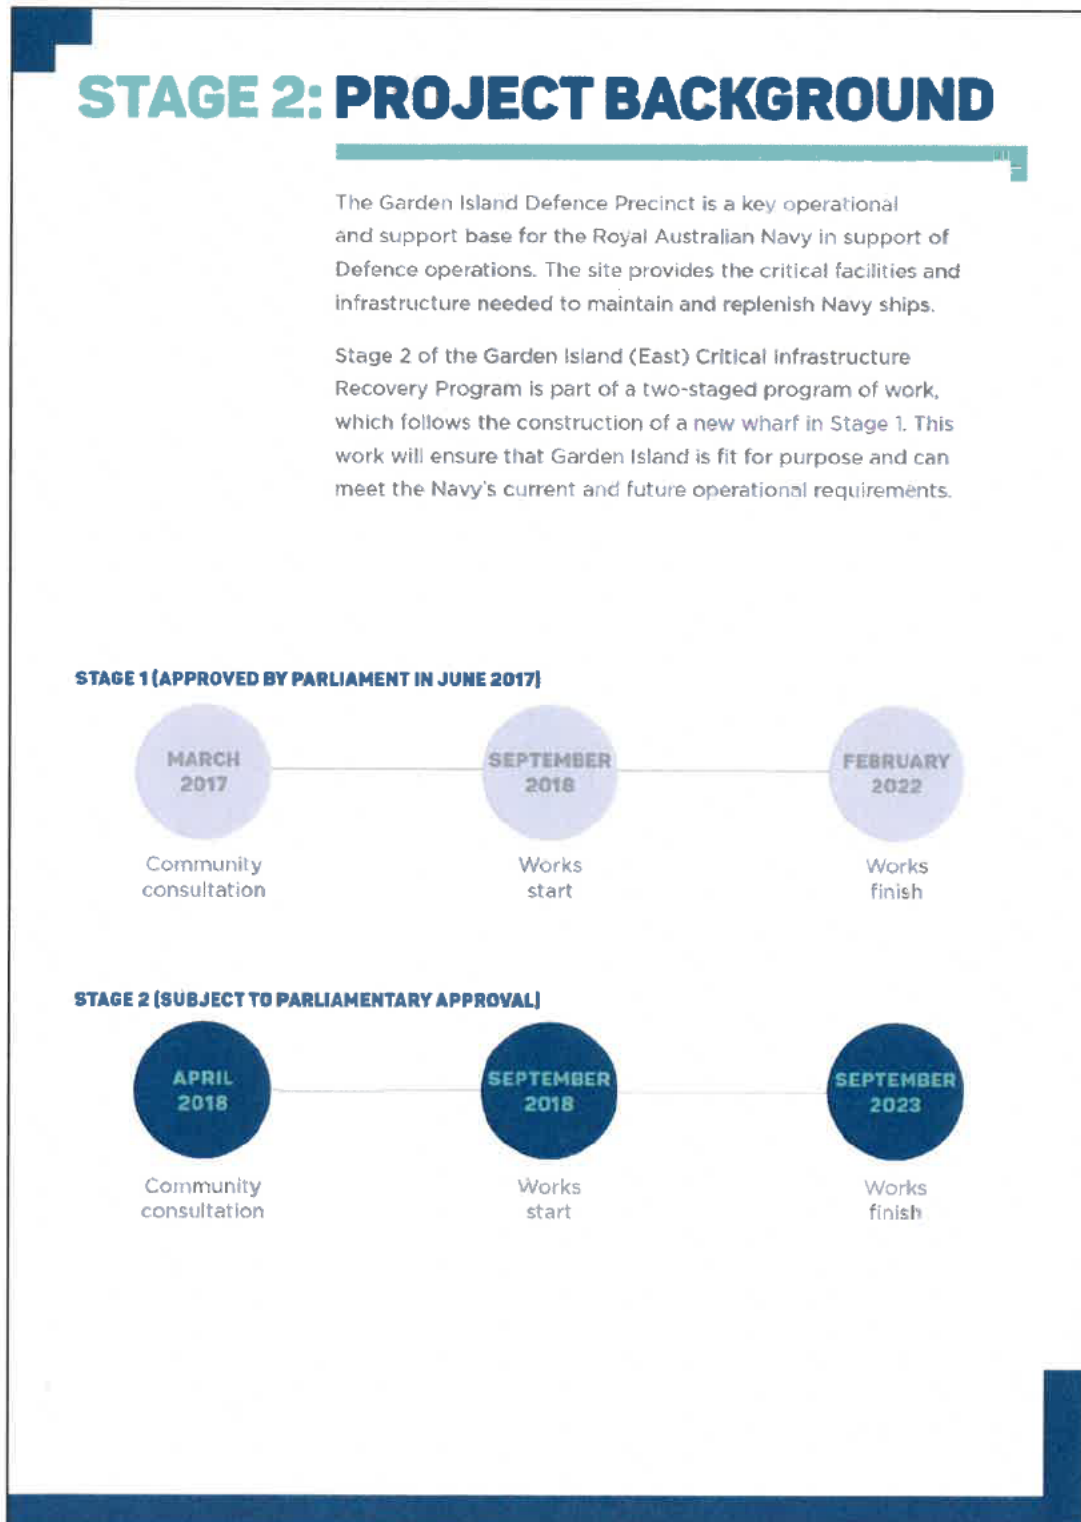 STAGE 2: PROJECT BACKGROUND
The Garden Island Defence Precinct is a key operational
and support base for the Royal Australian Navy in support of
Defence operations. The site provides the critical facilities and
infrastructure needed to maintain and replenish Navy ships.
Stage 2 of the Garden Island (East) Critical Infrastructure
Recovery Program is part of a two-staged program of work,
which follows the construction of a new wharf in Stage 1. This
work will ensure that Garden Island is fit for purpose and can
meet the Navy's current and future operational requirements.
STAGE 1 (APPROVED BY PARLIAMENT IN JUNE 2017)
MARCH
2017
SEPTEMBER
2018
FEBRUARY
2022
Community
consultation
Works
start
Works
finish
STAGE 2 (SUBJECT TO PARLIAMENTARY APPROVAL)
APRIL
2018
SEPTEMBER
2018
SEPTEMBER
2023
Community
consultation
Works
start
Works
finish